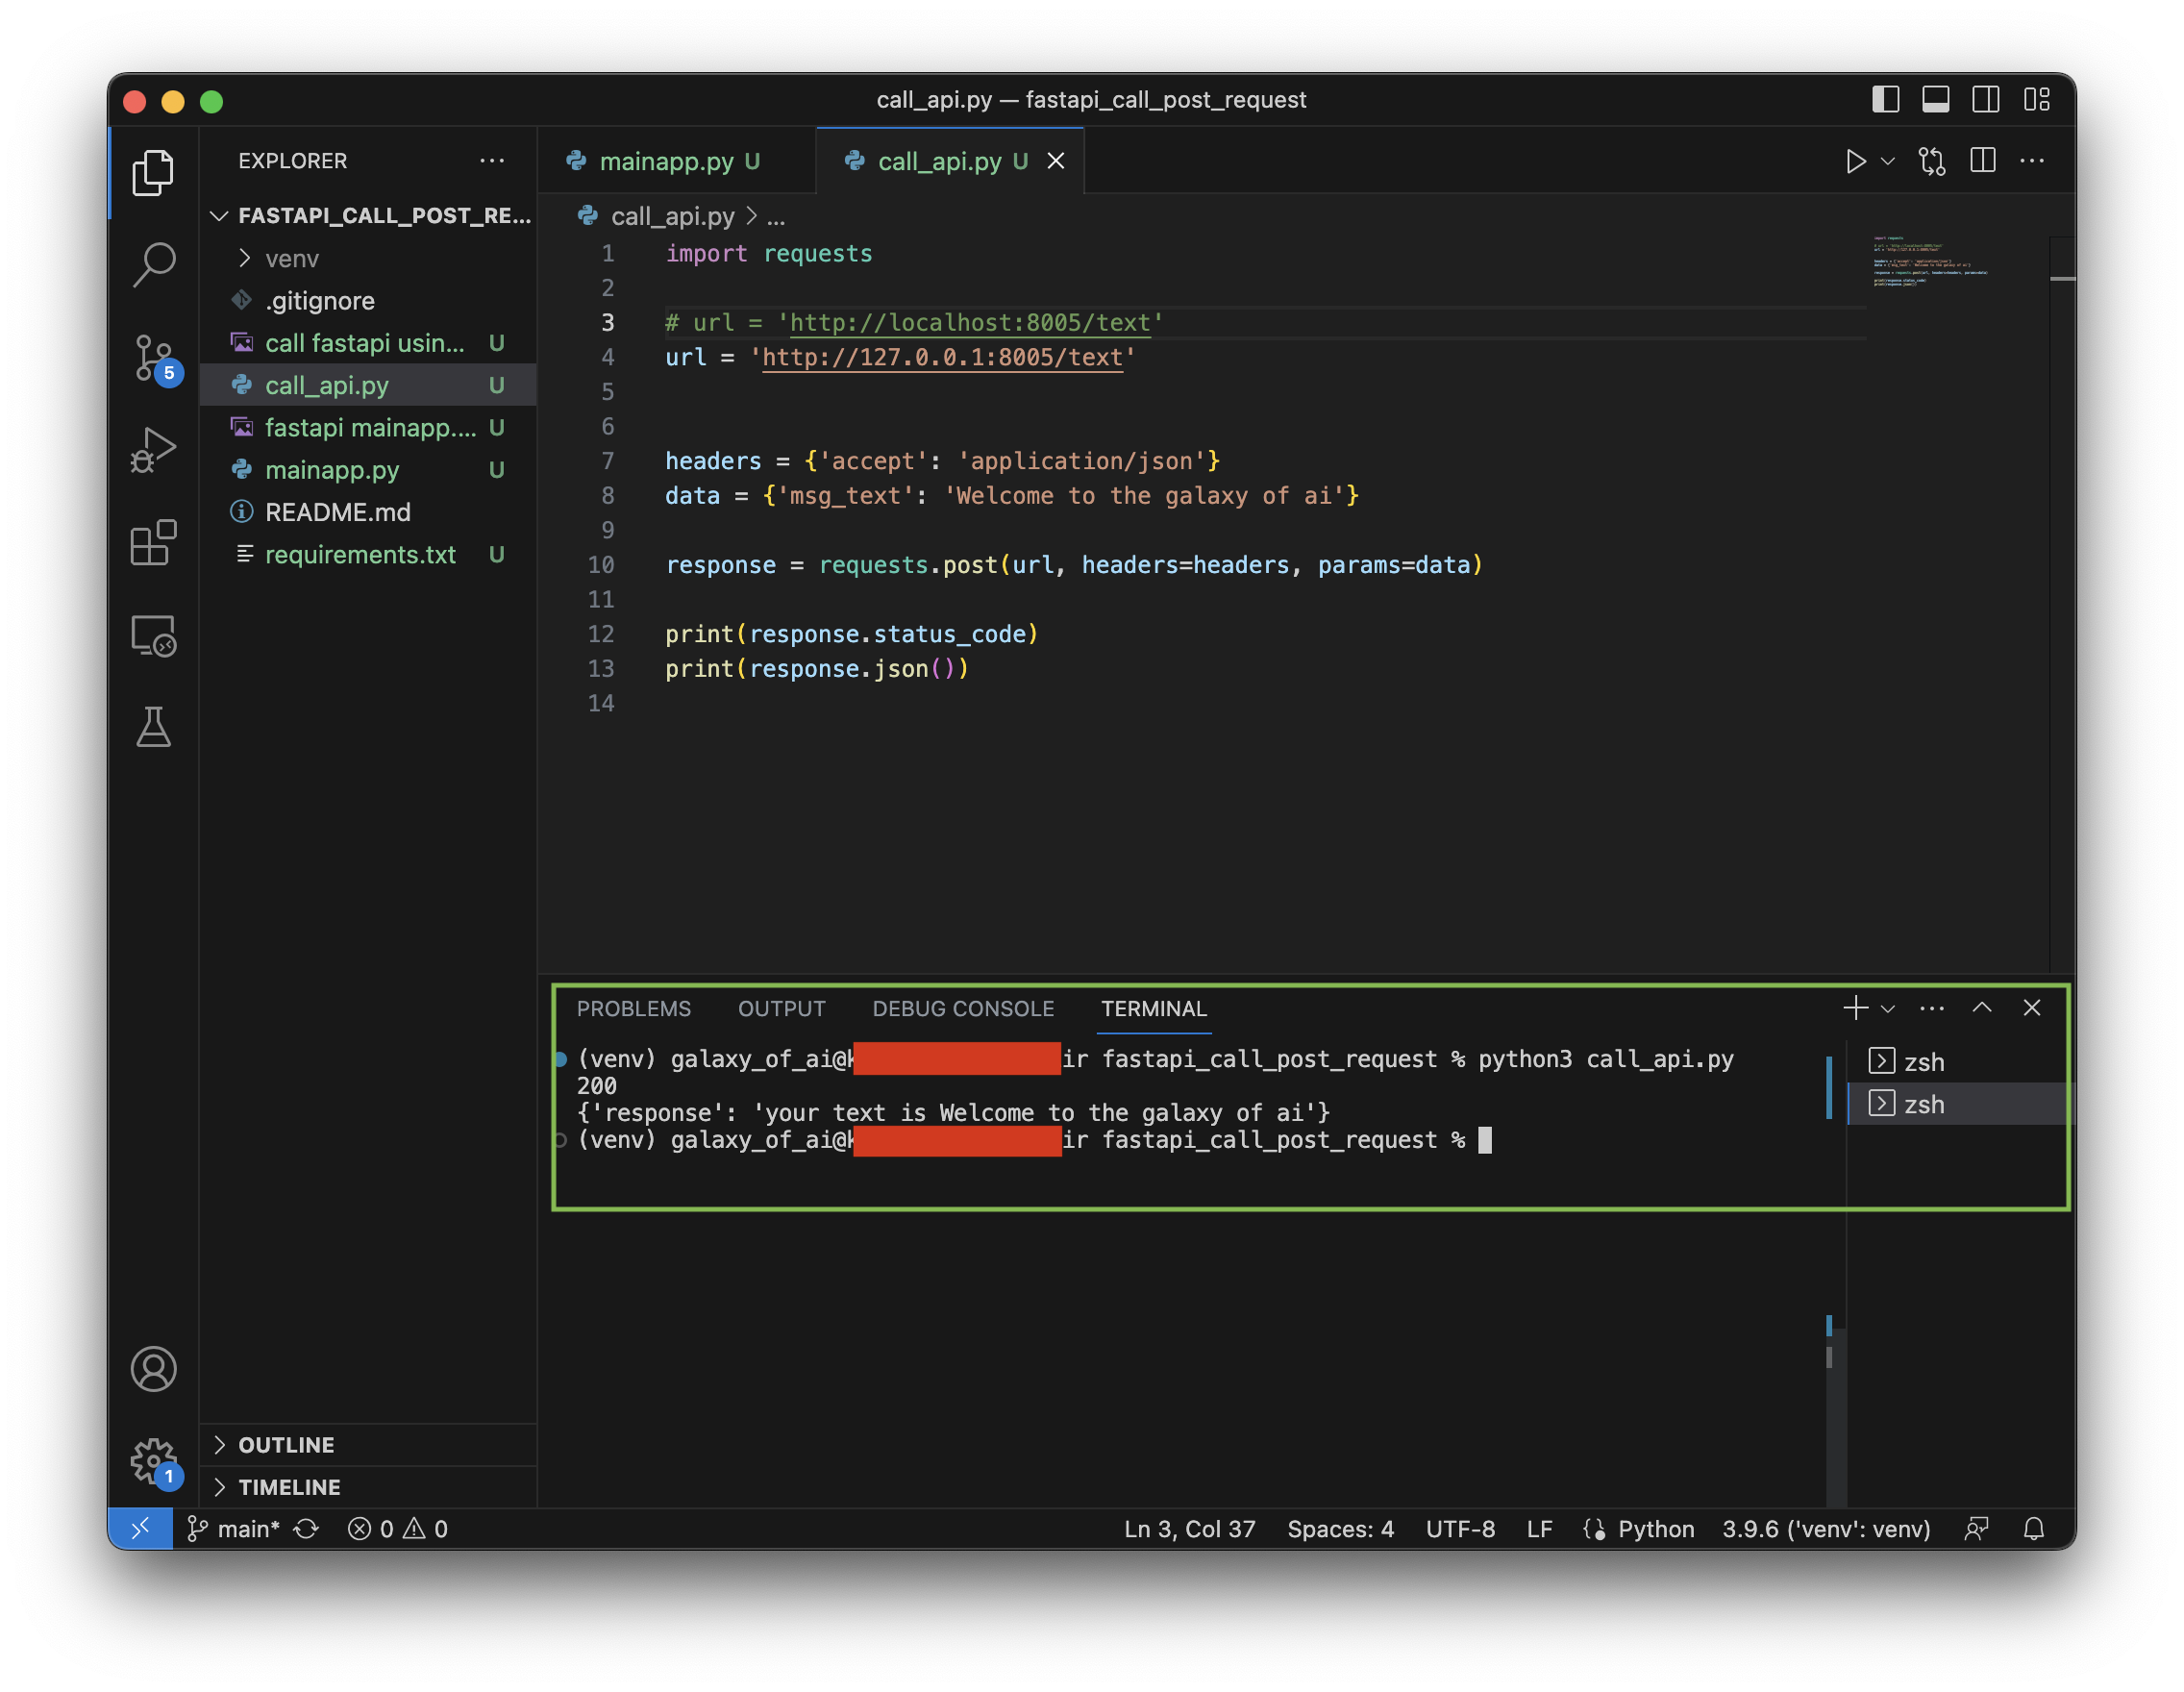 call_api.py — fastapi_call_post_request
EXPLORER
FASTAPI_CALL_POST_RE...
venv
.gitignore
call fastapi usin... U
call_api.py U
fastapi mainapp.... U
mainapp.py U
README.md
requirements.txt U
5
1
OUTLINE
TIMELINE
mainapp.py U
call_api.py U
call_api.py > ...
1 import requests
2
3 # url = 'http://localhost:8005/text'
4 url = 'http://127.0.0.1:8005/text'
5
6
7 headers = {'accept': 'application/json'}
8 data = {'msg_text': 'Welcome to the galaxy of ai'}
9
10 response = requests.post(url, headers=headers, params=data)
11
12 print(response.status_code)
13 print(response.json())
14
PROBLEMS OUTPUT DEBUG CONSOLE TERMINAL
(venv) galaxy_of_ai@k ir fastapi_call_post_request % python3 call_api.py
200
{'response': 'your text is Welcome to the galaxy of ai'}
(venv) galaxy_of_ai@k ir fastapi_call_post_request %
zsh
zsh
main* 0 0 Ln 3, Col 37 Spaces: 4 UTF-8 LF Python 3.9.6 ('venv': venv)